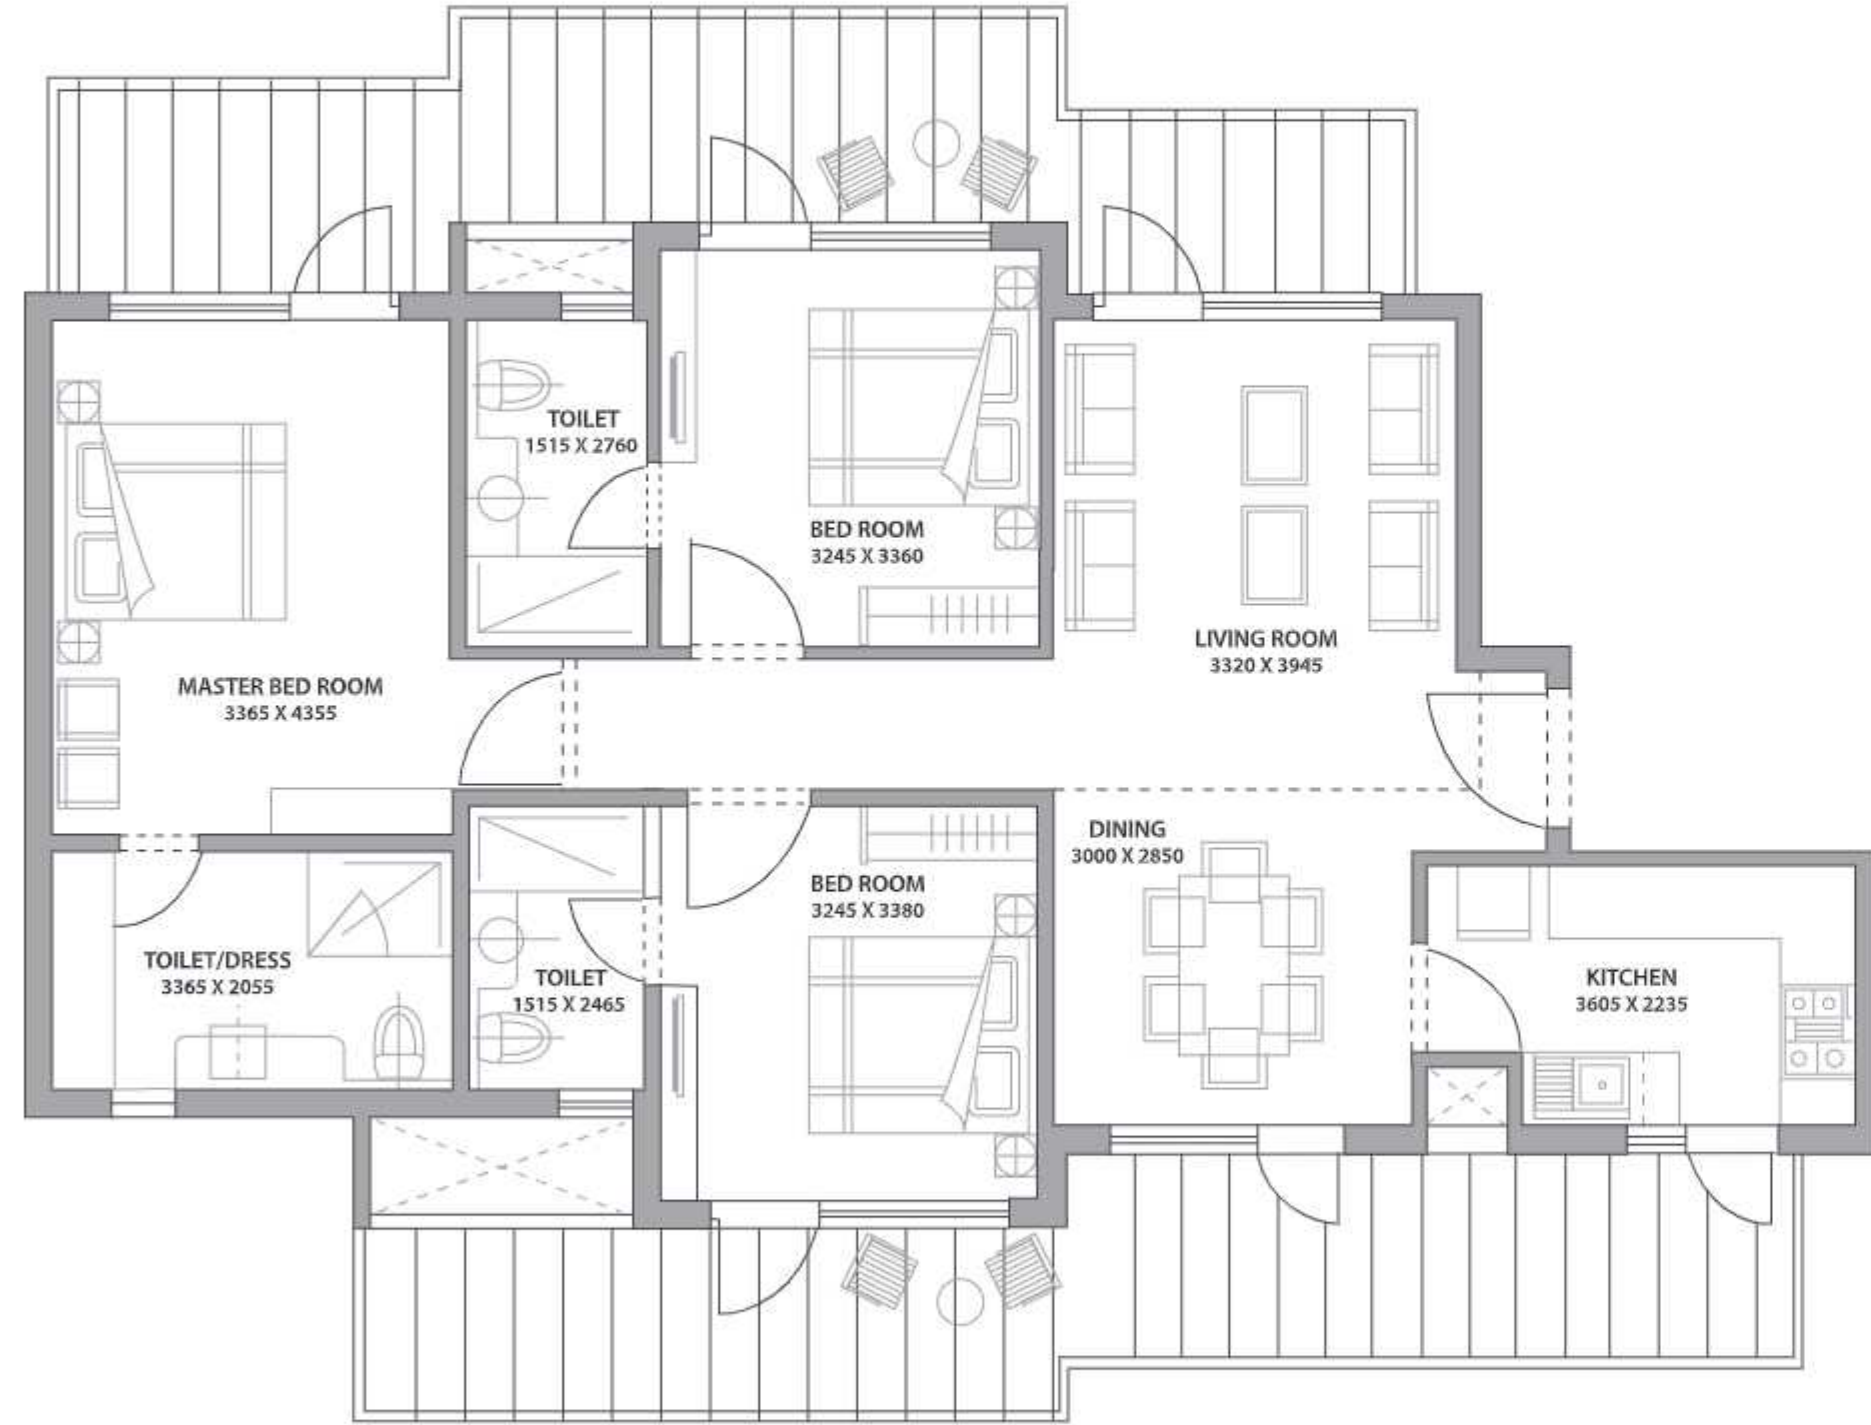 TOILET
1515 X 2760
BED ROOM
3245 X 3360
LIVING ROOM
3320 X 3945
MASTER BED ROOM
3365 X 4355
DINING
3000 X 2850
BED ROOM
3245 X 3380
TOILET/DRESS
3365 X 2055
TOILET
1515 X 2465
KITCHEN
3605 X 2235